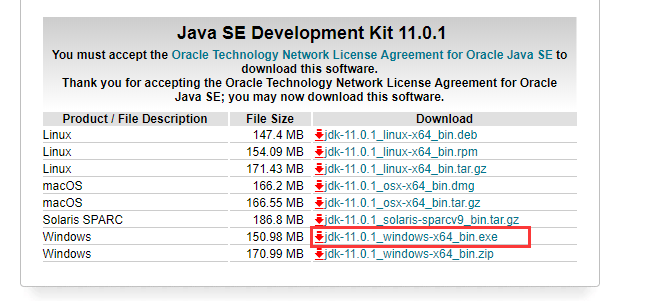 Java SE Development Kit 11.0.1
You must accept the Oracle Technology Network License Agreement for Oracle Java SE to
download this software.
Thank you for accepting the Oracle Technology Network License Agreement for Oracle
Java SE; you may now download this software.
Product / File Description File Size Download
Linux 147.4 MB jdk-11.0.1_linux-x64_bin.deb
Linux 154.09 MB jdk-11.0.1_linux-x64_bin.rpm
Linux 171.43 MB jdk-11.0.1_linux-x64_bin.tar.gz
macOS 166.2 MB jdk-11.0.1_osx-x64_bin.dmg
macOS 166.55 MB jdk-11.0.1_osx-x64_bin.tar.gz
Solaris SPARC 186.8 MB jdk-11.0.1_solaris-sparcv9_bin.tar.gz
Windows 150.98 MB jdk-11.0.1_windows-x64_bin.exe
Windows 170.99 MB jdk-11.0.1_windows-x64_bin.zip